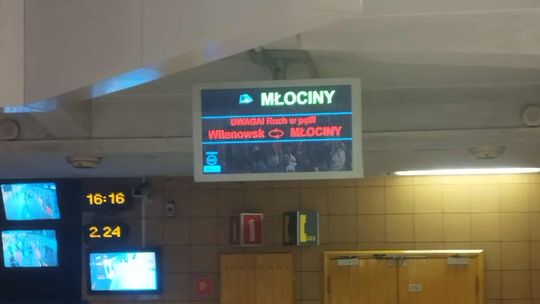 MŁOCINY
UWAGA! Ruch w pętli
Wilanowsk MŁOCINY
16:16
2.24